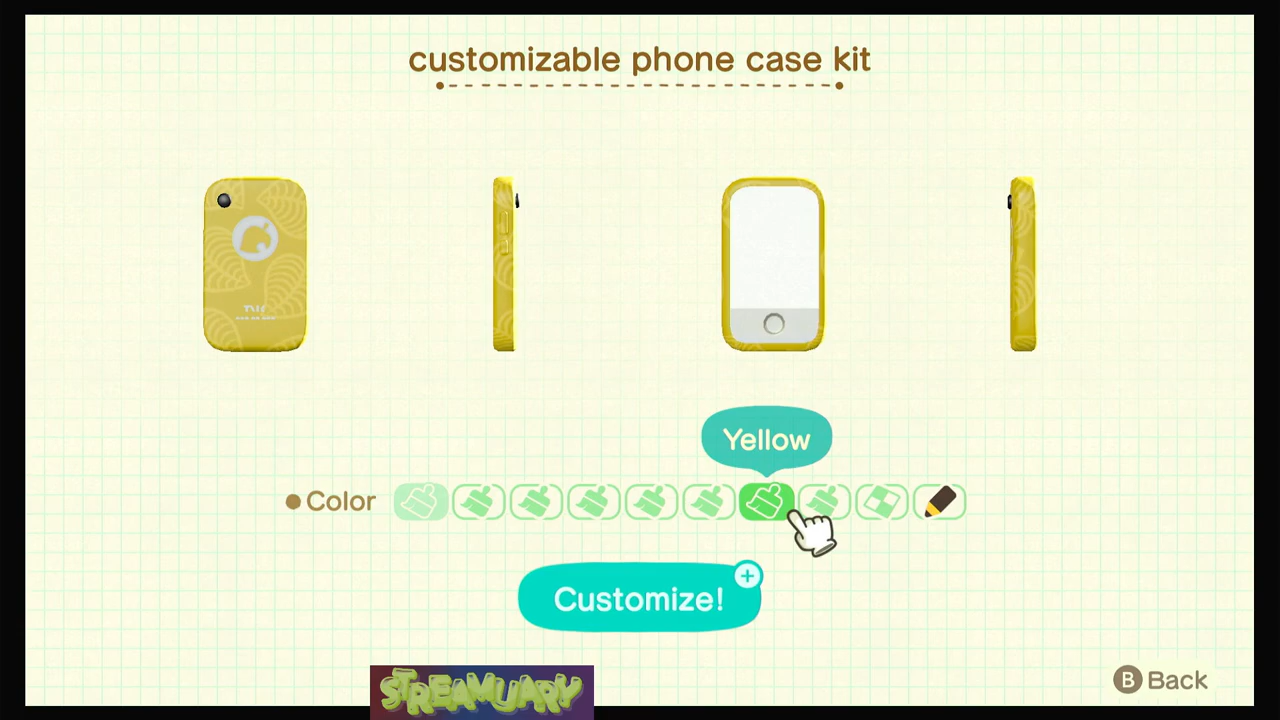 customizable phone case kit
Yellow
Color
Customize!
+
STREAMUARY
B Back